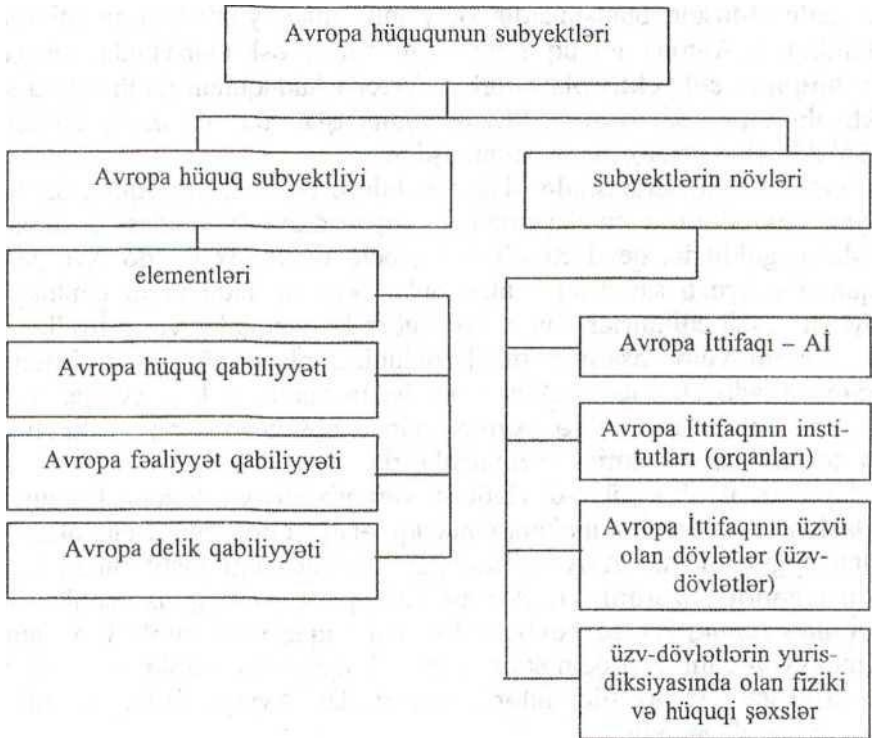 Avropa hüququnun subyektləri
Avropa hüquq subyektliyi
subyektlərin növləri
elementləri
Avropa hüquq qabiliyyəti
Avropa fəaliyyət qabiliyyəti
Avropa delik qabiliyyəti
Avropa İttifaqı – Aİ
Avropa İttifaqının insti-
tutları (orqanları)
Avropa İttifaqının üzvü
olan dövlətlər (üzv-
dövlətlər)
üzv-dövlətlərin yuris-
diksiyasında olan fiziki
və hüquqi şəxslər